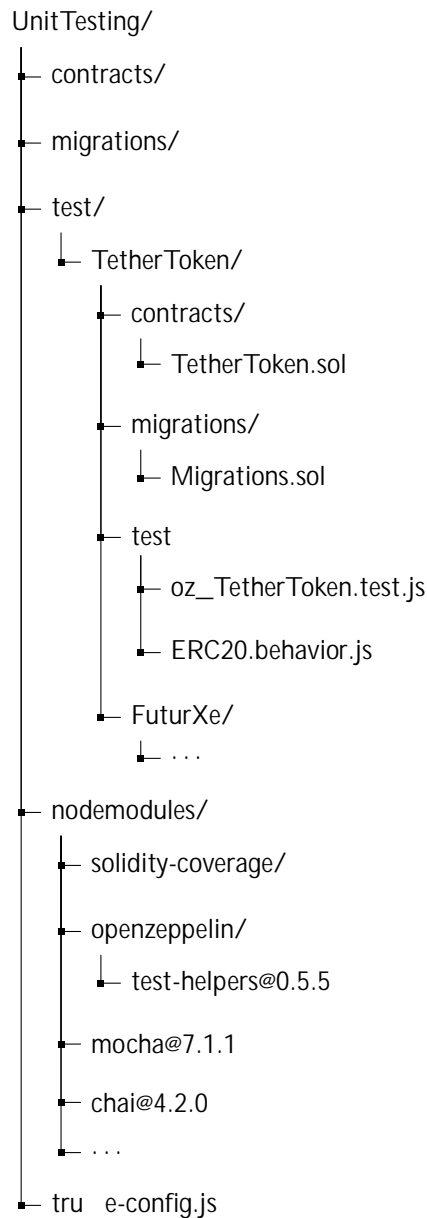 UnitTesting/
contracts/
migrations/
test/
TetherToken/
contracts/
TetherToken.sol
migrations/
Migrations.sol
test
oz_TetherToken.test.js
ERC20.behavior.js
FuturXe/
...
nodemodules/
solidity-coverage/
openzeppelin/
test-helpers@0.5.5
mocha@7.1.1
chai@4.2.0
...
tru e-config.js